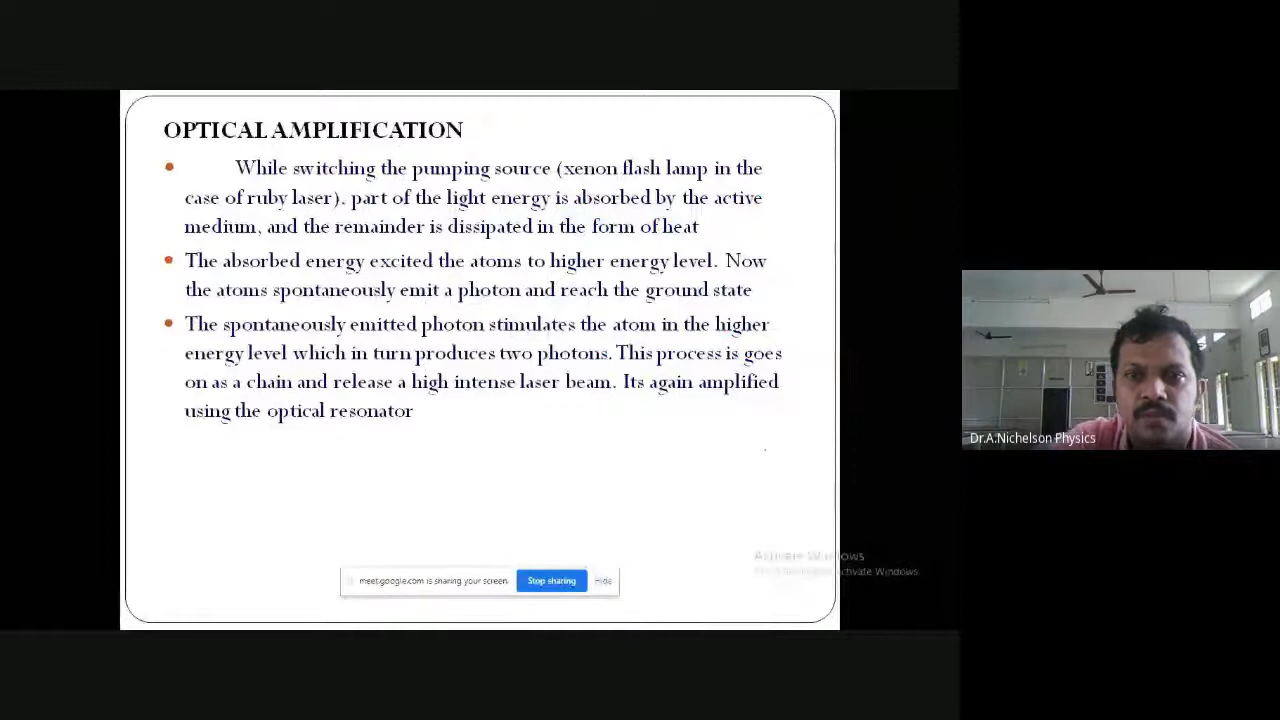 OPTICAL AMPLIFICATION
While switching the pumping source (xenon flash lamp in the
case of ruby laser). part of the light energy is absorbed by the active
medium, and the remainder is dissipated in the form of heat
The absorbed energy excited the atoms to higher energy level. Now
the atoms spontaneously emit a photon and reach the ground state
The spontaneously emitted photon stimulates the atom in the higher
energy level which in turn produces two photons. This process is goes
on as a chain and release a high intense laser beam. Its again amplified
using the optical resonator
Dr.A.Nichelson Physics
Activate Windows
activate Windows.
meet.google.com is sharing your screen.
Stop sharing
Hide